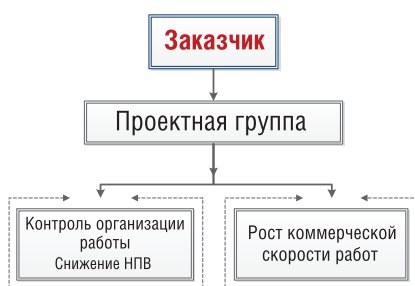 Заказчик
Проектная группа
Контроль организации
работы
Снижение НПВ
Рост коммерческой
скорости работ